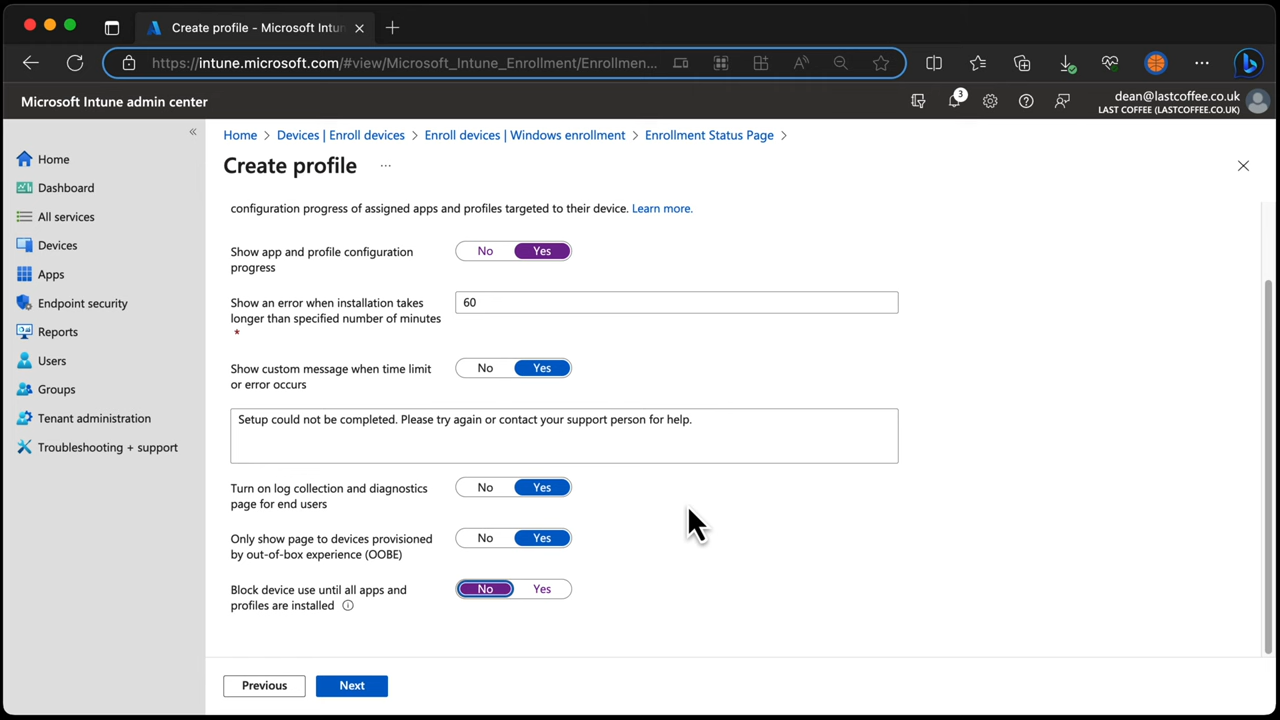 Create profile - Microsoft Intu
https://intune.microsoft.com/#view/Microsoft_Intune_Enrollment/Enrollmen...
Microsoft Intune admin center
3
dean@lastcoffee.co.uk
LAST COFFEE (LASTCOFFEE.CO.UK)
«
Home
Dashboard
All services
Devices
Apps
Endpoint security
Reports
Users
Groups
Tenant administration
Troubleshooting + support
Home > Devices | Enroll devices > Enroll devices | Windows enrollment > Enrollment Status Page >
Create profile ...
configuration progress of assigned apps and profiles targeted to their device. Learn more.
Show app and profile configuration
progress
No Yes
Show an error when installation takes
longer than specified number of minutes
*
60
Show custom message when time limit
or error occurs
No Yes
Setup could not be completed. Please try again or contact your support person for help.
Turn on log collection and diagnostics
page for end users
No Yes
Only show page to devices provisioned
by out-of-box experience (OOBE)
No Yes
Block device use until all apps and
profiles are installed
No Yes
Previous Next